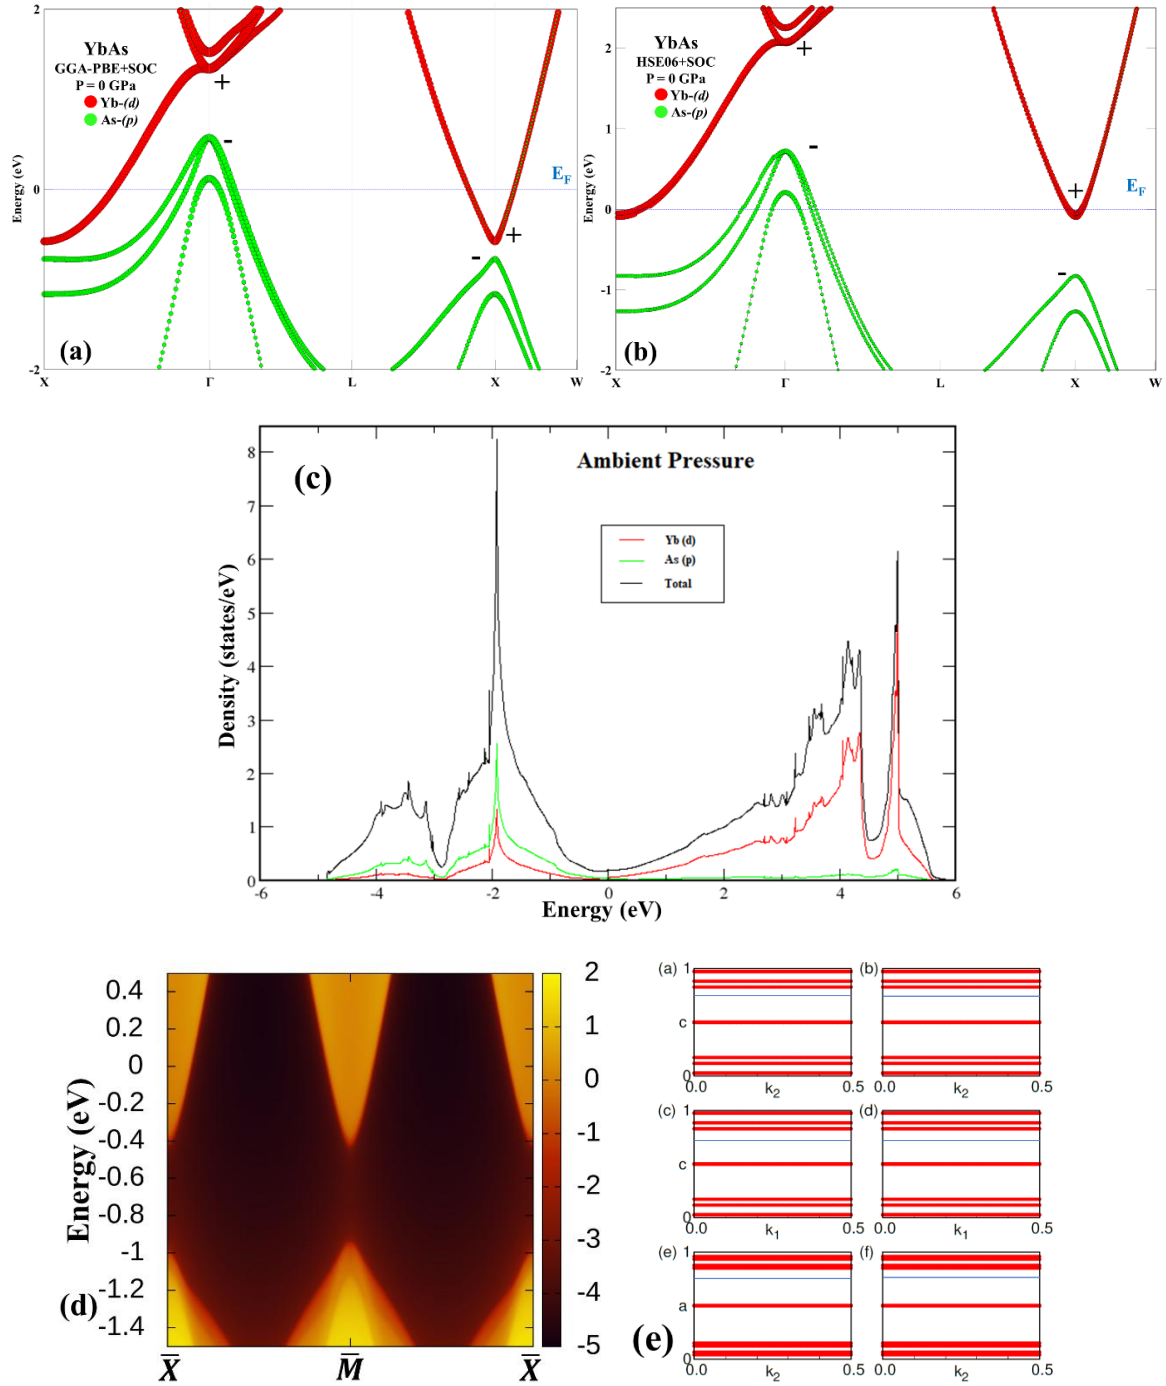 YbAs
GGA-PBE+SOC
P = 0 GPa
Yb-(d)
As-(p)
+
-
+
-
E_F
Energy (eV)
2
0
-2
X Γ L X W
(a)
YbAs
HSE06+SOC
P = 0 GPa
Yb-(d)
As-(p)
+
-
+
-
E_F
Energy (eV)
2
1
0
-1
-2
X Γ L X W
(b)
(c)
Ambient Pressure
Yb (d)
As (p)
Total
Density (states/eV)
8
7
6
5
4
3
2
1
0
-6 -4 -2 0 2 4 6
Energy (eV)
Energy (eV)
0.4
0.2
0
-0.2
-0.4
-0.6
-0.8
-1
-1.2
-1.4
X̅ M̅ X̅
2
1
0
-1
-2
-3
-4
-5
(d)
(a) 1
c
0
0.0 k2 0.5
(b)
0.0 k2 0.5
(c) 1
c
0
0.0 k1 0.5
(d)
0.0 k1 0.5
(e) 1
a
0
0.0 k2 0.5
(f)
0.0 k2 0.5
(e)